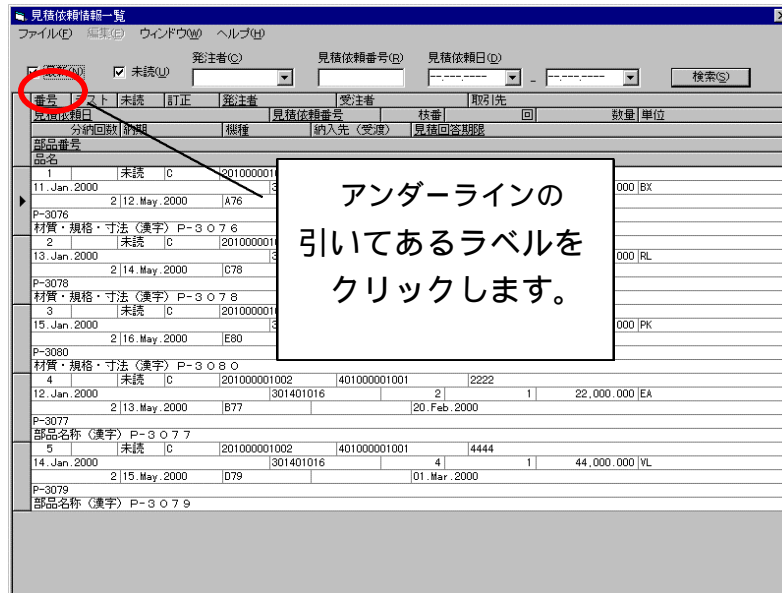 見積依頼情報一覧
ファイル(F) 編集(E) ウィンドウ(W) ヘルプ(H)
発注者(C) 見積依頼番号(R) 見積依頼日(D)
最新(N) 未読(U) --.---.---- - --.---.---- 検索(S)
番号 テスト 未読 訂正 発注者 受注者 取引先
見積依頼日 見積依頼番号 枝番 回 数量 単位
分納回数 納期 機種 納入先(受渡) 見積回答期限
部品番号
品名
1 未読 C
11.Jan.2000 000 BX
2 12.May.2000 A76
P-3076
材質・規格・寸法(漢字)P-3076
2 未読 C
13.Jan.2000 000 RL
2 14.May.2000 C78
P-3078
材質・規格・寸法(漢字)P-3078
3 未読 C
15.Jan.2000 000 PK
2 16.May.2000 E80
P-3080
材質・規格・寸法(漢字)P-3080
アンダーラインの
引いてあるラベルを
クリックします。
4 未読 C 201000001002 401000001001 2222
12.Jan.2000 301401016 2 1 22,000.000 EA
2 13.May.2000 B77 20.Feb.2000
P-3077
部品名称(漢字)P-3077
5 未読 C 201000001002 401000001001 4444
14.Jan.2000 301401016 4 1 44,000.000 VL
2 15.May.2000 D79 01.Mar.2000
P-3079
部品名称(漢字)P-3079